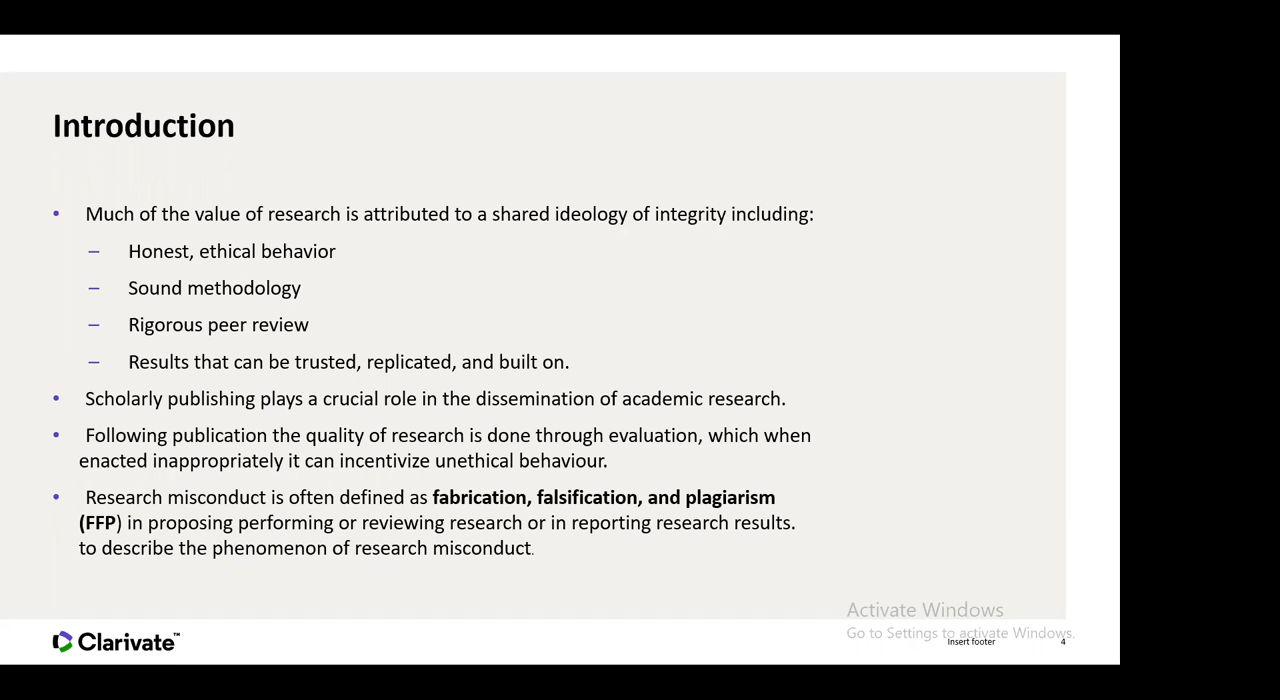 Introduction
• Much of the value of research is attributed to a shared ideology of integrity including:
– Honest, ethical behavior
– Sound methodology
– Rigorous peer review
– Results that can be trusted, replicated, and built on.
• Scholarly publishing plays a crucial role in the dissemination of academic research.
• Following publication the quality of research is done through evaluation, which when
enacted inappropriately it can incentivize unethical behaviour.
• Research misconduct is often defined as fabrication, falsification, and plagiarism
(FFP) in proposing performing or reviewing research or in reporting research results.
to describe the phenomenon of research misconduct.
Activate Windows
Go to Settings to activate Windows.
Clarivate™
Insert footer
4